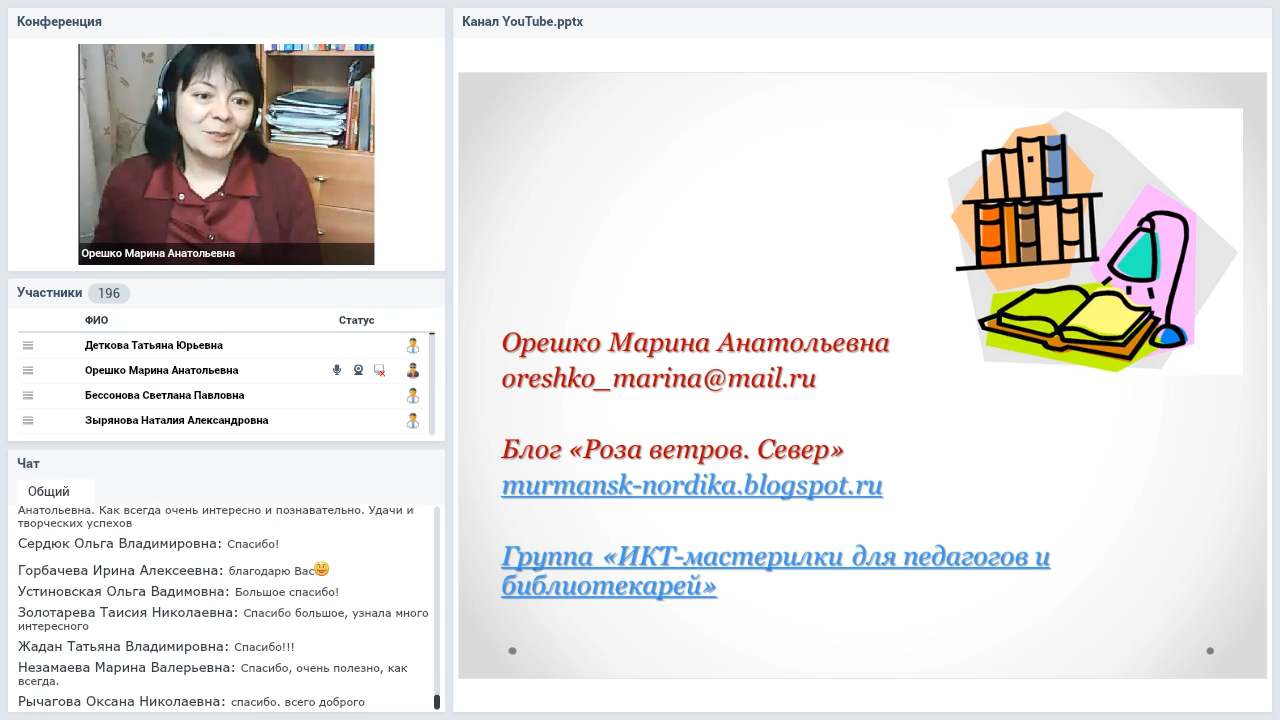 Конференция
Орешко Марина Анатольевна
Участники 196
ФИО Статус
Деткова Татьяна Юрьевна
Орешко Марина Анатольевна
Бессонова Светлана Павловна
Зырянова Наталия Александровна
Чат
Общий
Анатольевна. Как всегда очень интересно и познавательно. Удачи и
творческих успехов
Сердюк Ольга Владимировна: Спасибо!
Горбачева Ирина Алексеевна: благодарю Вас
Устиновская Ольга Вадимовна: Большое спасибо!
Золотарева Таисия Николаевна: Спасибо большое, узнала много
интересного
Жадан Татьяна Владимировна: Спасибо!!!
Незамаева Марина Валерьевна: Спасибо, очень полезно, как
всегда.
Рычагова Оксана Николаевна: спасибо. всего доброго
Канал YouTube.pptx
Орешко Марина Анатольевна
oreshko_marina@mail.ru
Блог «Роза ветров. Север»
murmansk-nordika.blogspot.ru
Группа «ИКТ-мастерилки для педагогов и
библиотекарей»